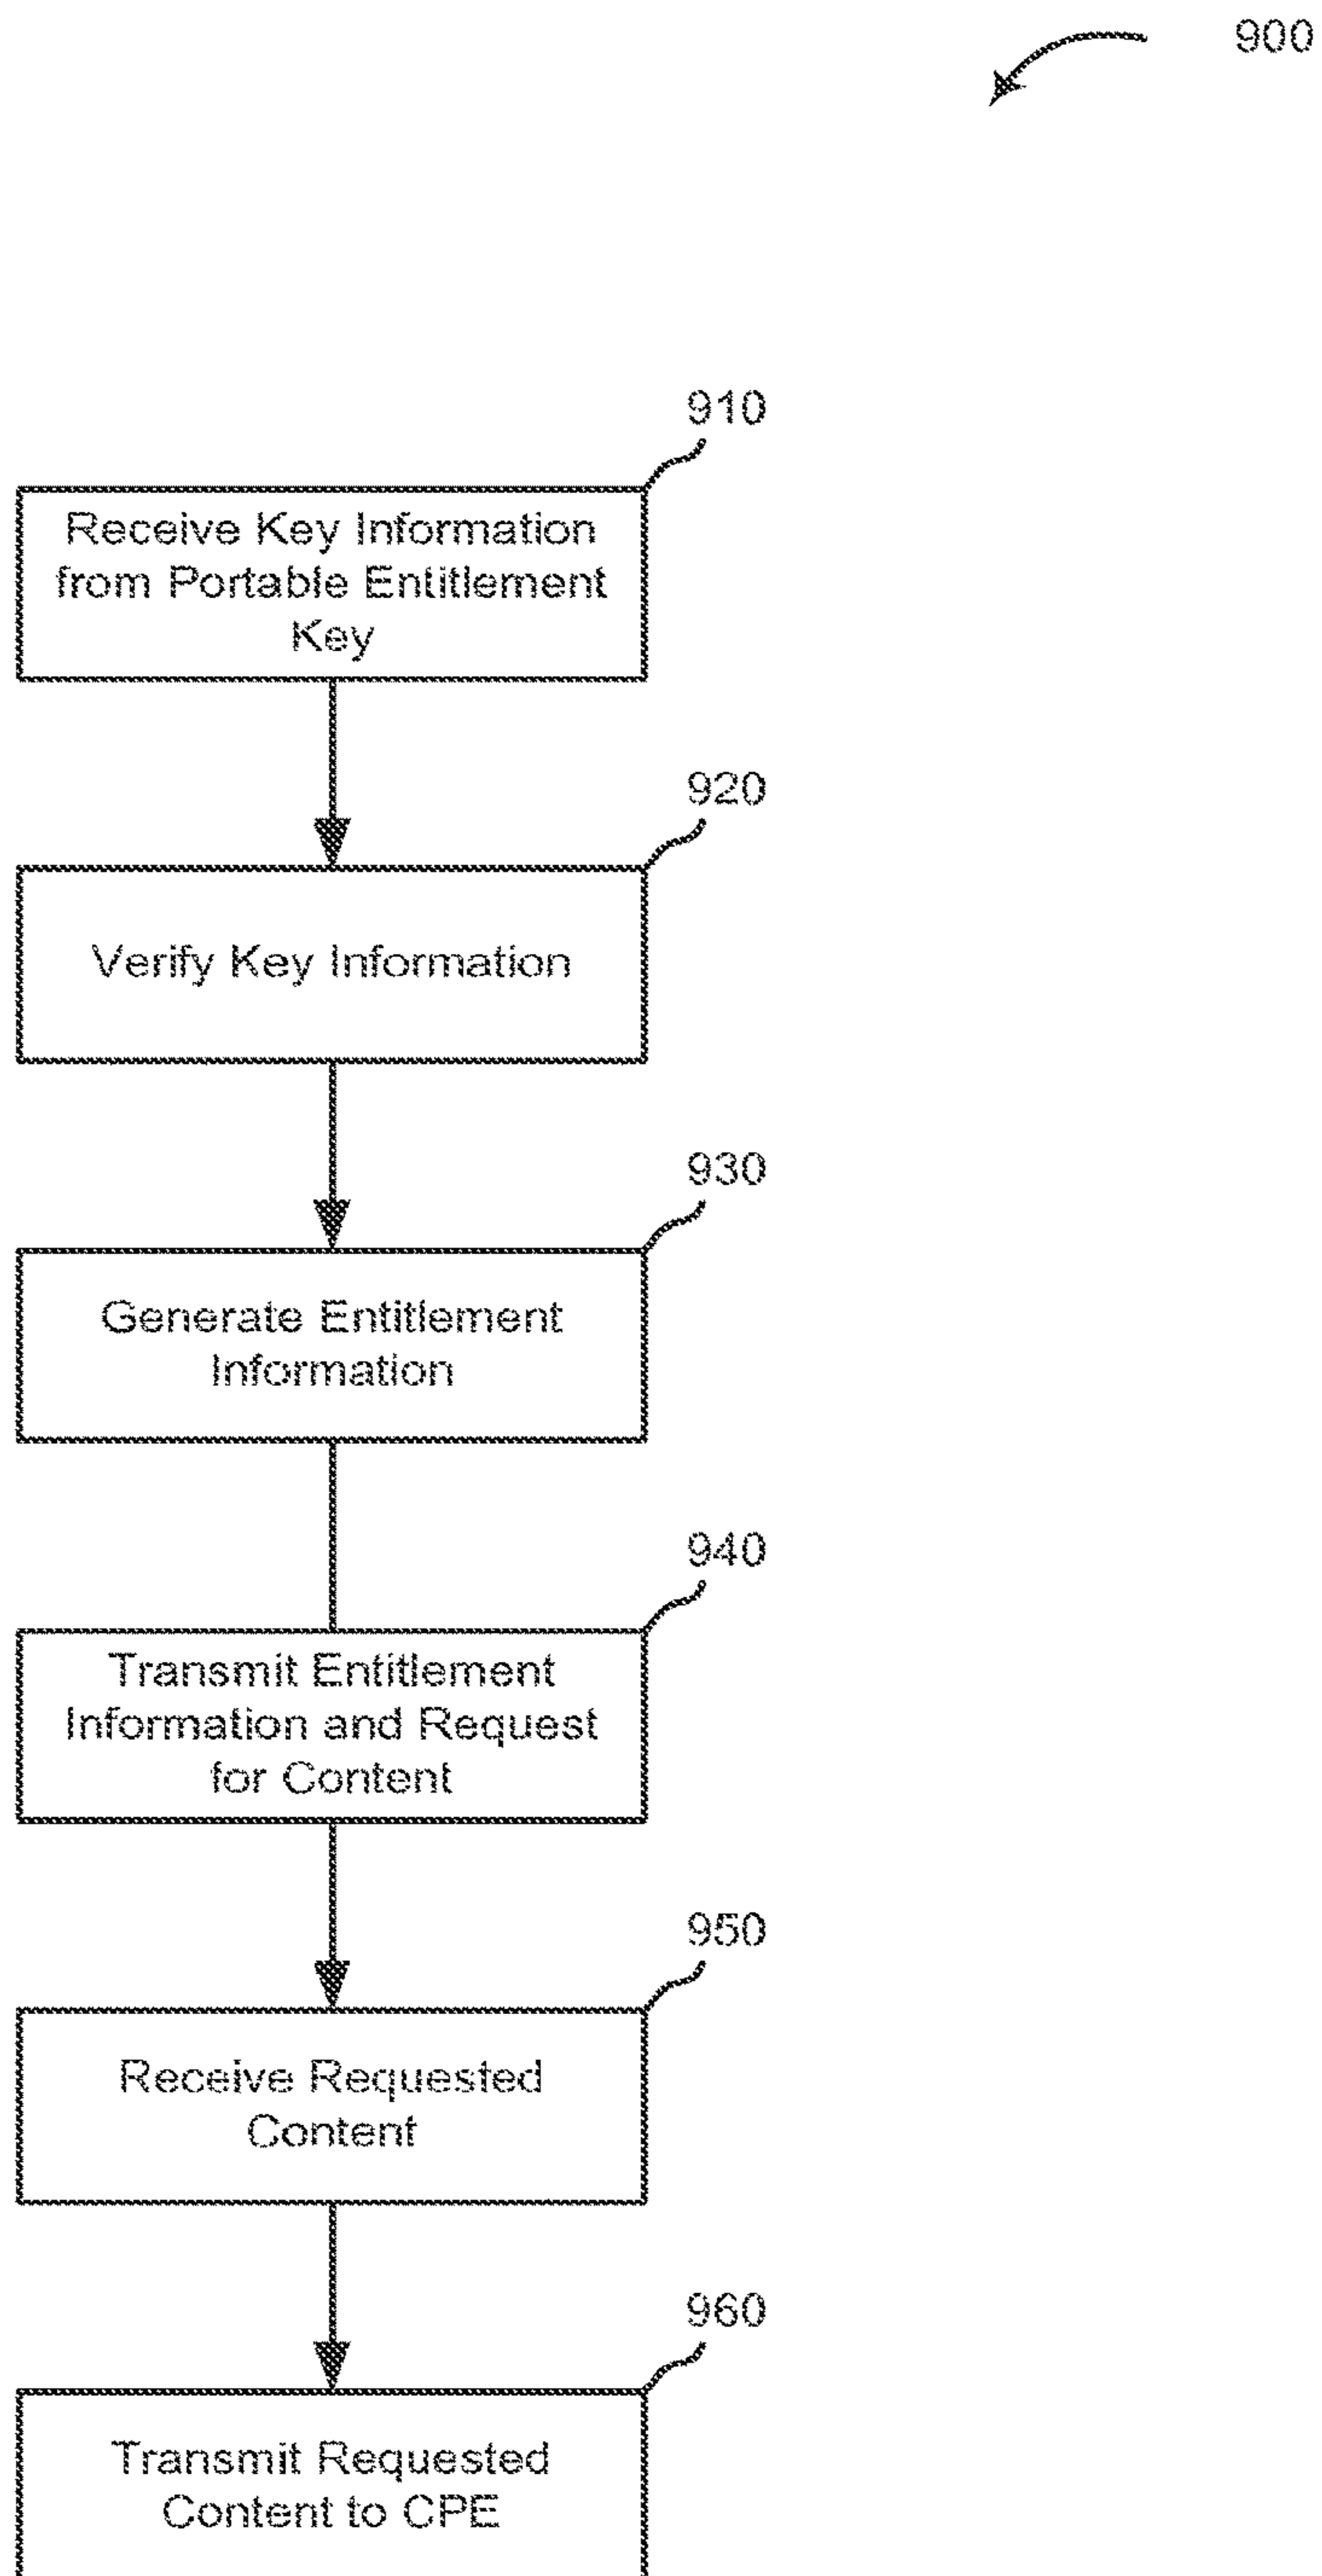 900
910
Receive Key Information
from Portable Entitlement
Key
920
Verify Key Information
930
Generate Entitlement
Information
940
Transmit Entitlement
Information and Request
for Content
950
Receive Requested
Content
960
Transmit Requested
Content to CPE